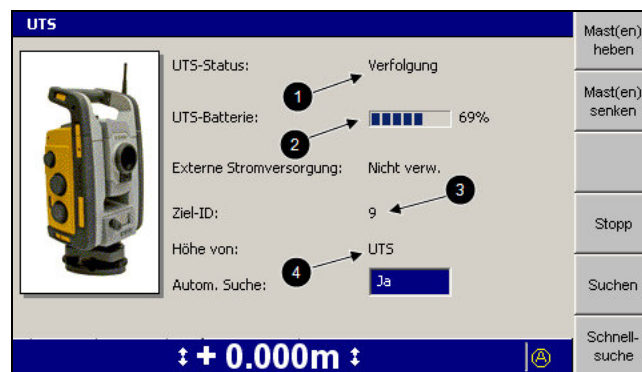 UTS
UTS-Status: Verfolgung
1
UTS-Batterie: 69%
2
Externe Stromversorgung: Nicht verw.
3
Ziel-ID: 9
Höhe von: UTS
4
Autom. Suche: Ja
+ 0.000m
A
Mast(en)
heben
Mast(en)
senken
Stopp
Suchen
Schnell-
suche